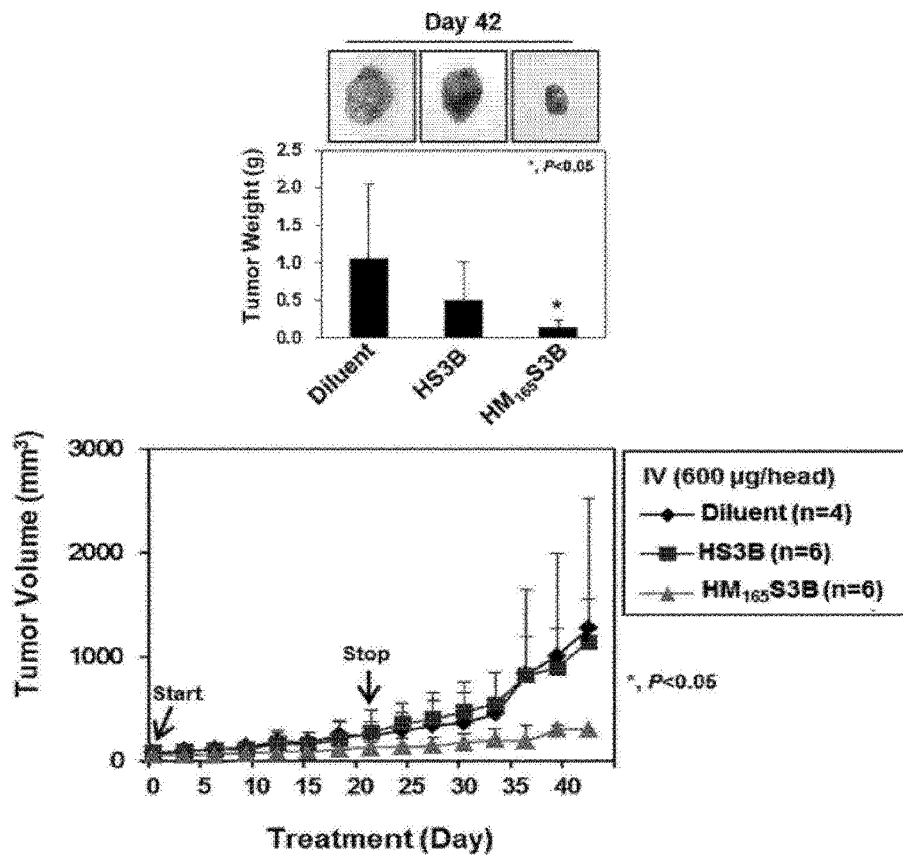 Day 42
2.5
2.0
1.5
1.0
0.5
0.0
Tumor Weight (g)
*, P<0.05
*
Diluent
HS3B
HM₁₆₅S3B
3000
2000
1000
0
Tumor Volume (mm³)
Start
Stop
0 5 10 15 20 25 30 35 40
Treatment (Day)
IV (600 μg/head)
Diluent (n=4)
HS3B (n=6)
HM₁₆₅S3B (n=6)
*, P<0.05